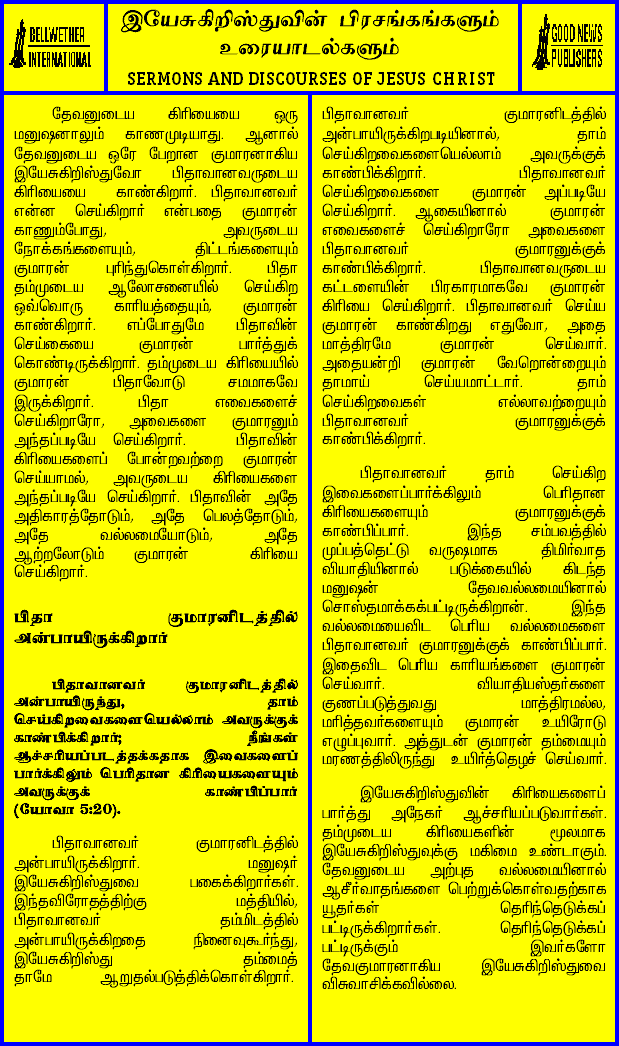 BELLWETHER
INTERNATIONAL
இயேசுகிறிஸ்துவின் பிரசங்கங்களும்
உரையாடல்களும்
SERMONS AND DISCOURSES OF JESUS CHRIST
GOOD NEWS
PUBLISHERS
தேவனுடைய கிரியையை ஒரு
மனுஷனாலும் காணமுடியாது. ஆனால்
தேவனுடைய ஒரே பேறான குமாரனாகிய
இயேசுகிறிஸ்துவோ பிதாவானவருடைய
கிரியையை காண்கிறார். பிதாவானவர்
என்ன செய்கிறார் என்பதை குமாரன்
காணும்போது, அவருடைய
நோக்கங்களையும், திட்டங்களையும்
குமாரன் புரிந்துகொள்கிறார். பிதா
தம்முடைய ஆலோசனையில் செய்கிற
ஒவ்வொரு காரியத்தையும், குமாரன்
காண்கிறார். எப்போதுமே பிதாவின்
செய்கையை குமாரன் பார்த்துக்
கொண்டிருக்கிறார். தம்முடைய கிரியையில்
குமாரன் பிதாவோடு சமமாகவே
இருக்கிறார். பிதா எவைகளைச்
செய்கிறாரோ, அவைகளை குமாரனும்
அந்தப்படியே செய்கிறார். பிதாவின்
கிரியைகளைப் போன்றவற்றை குமாரன்
செய்யாமல், அவருடைய கிரியைகளை
அந்தப்படியே செய்கிறார். பிதாவின் அதே
அதிகாரத்தோடும், அதே பெலத்தோடும்,
அதே வல்லமையோடும், அதே
ஆற்றலோடும் குமாரன் கிரியை
செய்கிறார்.
பிதா குமாரனிடத்தில்
அன்பாயிருக்கிறார்
பிதாவானவர் குமாரனிடத்தில்
அன்பாயிருந்து, தாம்
செய்கிறவைகளையெல்லாம் அவருக்குக்
காண்பிக்கிறார்; நீங்கள்
ஆச்சரியப்படத்தக்கதாக இவைகளைப்
பார்க்கிலும் பெரிதான கிரியைகளையும்
அவருக்குக் காண்பிப்பார்
(யோவா 5:20).
பிதாவானவர் குமாரனிடத்தில்
அன்பாயிருக்கிறார். மனுஷர்
இயேசுகிறிஸ்துவை பகைக்கிறார்கள்.
இந்தவிரோதத்திற்கு மத்தியில்,
பிதாவானவர் தம்மிடத்தில்
அன்பாயிருக்கிறதை நினைவுகூர்ந்து,
இயேசுகிறிஸ்து தம்மைத்
தாமே ஆறுதல்படுத்திக்கொள்கிறார்.
பிதாவானவர் குமாரனிடத்தில்
அன்பாயிருக்கிறபடியினால், தாம்
செய்கிறவைகளையெல்லாம் அவருக்குக்
காண்பிக்கிறார். பிதாவானவர்
செய்கிறவைகளை குமாரன் அப்படியே
செய்கிறார். ஆகையினால் குமாரன்
எவைகளைச் செய்கிறாரோ அவைகளை
பிதாவானவர் குமாரனுக்குக்
காண்பிக்கிறார். பிதாவானவருடைய
கட்டளையின் பிரகாரமாகவே குமாரன்
கிரியை செய்கிறார். பிதாவானவர் செய்ய
குமாரன் காண்கிறது எதுவோ, அதை
மாத்திரமே குமாரன் செய்வார்.
அதையன்றி குமாரன் வேறொன்றையும்
தாமாய் செய்யமாட்டார். தாம்
செய்கிறவைகள் எல்லாவற்றையும்
பிதாவானவர் குமாரனுக்குக்
காண்பிக்கிறார்.
பிதாவானவர் தாம் செய்கிற
இவைகளைப்பார்க்கிலும் பெரிதான
கிரியைகளையும் குமாரனுக்குக்
காண்பிப்பார். இந்த சம்பவத்தில்
முப்பத்தெட்டு வருஷமாக திமிர்வாத
வியாதியினால் படுக்கையில் கிடந்த
மனுஷன் தேவவல்லமையினால்
சொஸ்தமாக்கக்பட்டிருக்கிறான். இந்த
வல்லமையைவிட பெரிய வல்லமைகளை
பிதாவானவர் குமாரனுக்குக் காண்பிப்பார்.
இதைவிட பெரிய காரியங்களை குமாரன்
செய்வார். வியாதியஸ்தர்களை
குணப்படுத்துவது மாத்திரமல்ல,
மரித்தவர்களையும் குமாரன் உயிரோடு
எழுப்புவார். அத்துடன் குமாரன் தம்மையும்
மரணத்திலிருந்து உயிர்த்தெழச் செய்வார்.
இயேசுகிறிஸ்துவின் கிரியைகளைப்
பார்த்து அநேகர் ஆச்சரியப்படுவார்கள்.
தம்முடைய கிரியைகளின் மூலமாக
இயேசுகிறிஸ்துவுக்கு மகிமை உண்டாகும்.
தேவனுடைய அற்புத வல்லமையினால்
ஆசீர்வாதங்களை பெற்றுக்கொள்வதற்காக
யூதர்கள் தெரிந்தெடுக்கப்
பட்டிருக்கிறார்கள். தெரிந்தெடுக்கப்
பட்டிருக்கும் இவர்களோ
தேவகுமாரனாகிய இயேசுகிறிஸ்துவை
விசுவாசிக்கவில்லை.